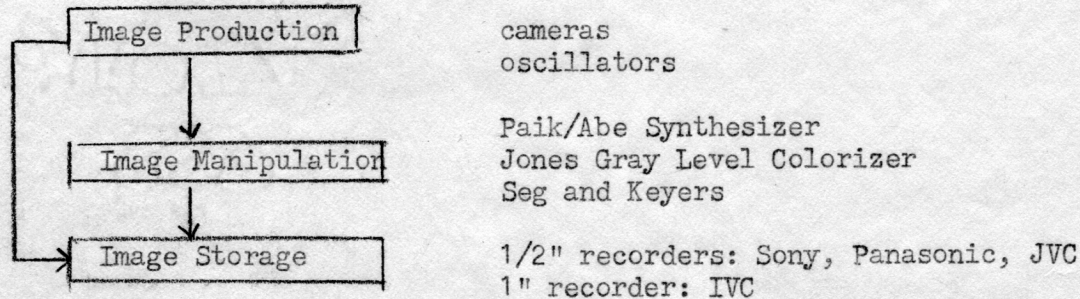 Image Production
cameras
oscillators
Image Manipulation
Paik/Abe Synthesizer
Jones Gray Level Colorizer
Seg and Keyers
Image Storage
1/2" recorders: Sony, Panasonic, JVC
1" recorder: IVC